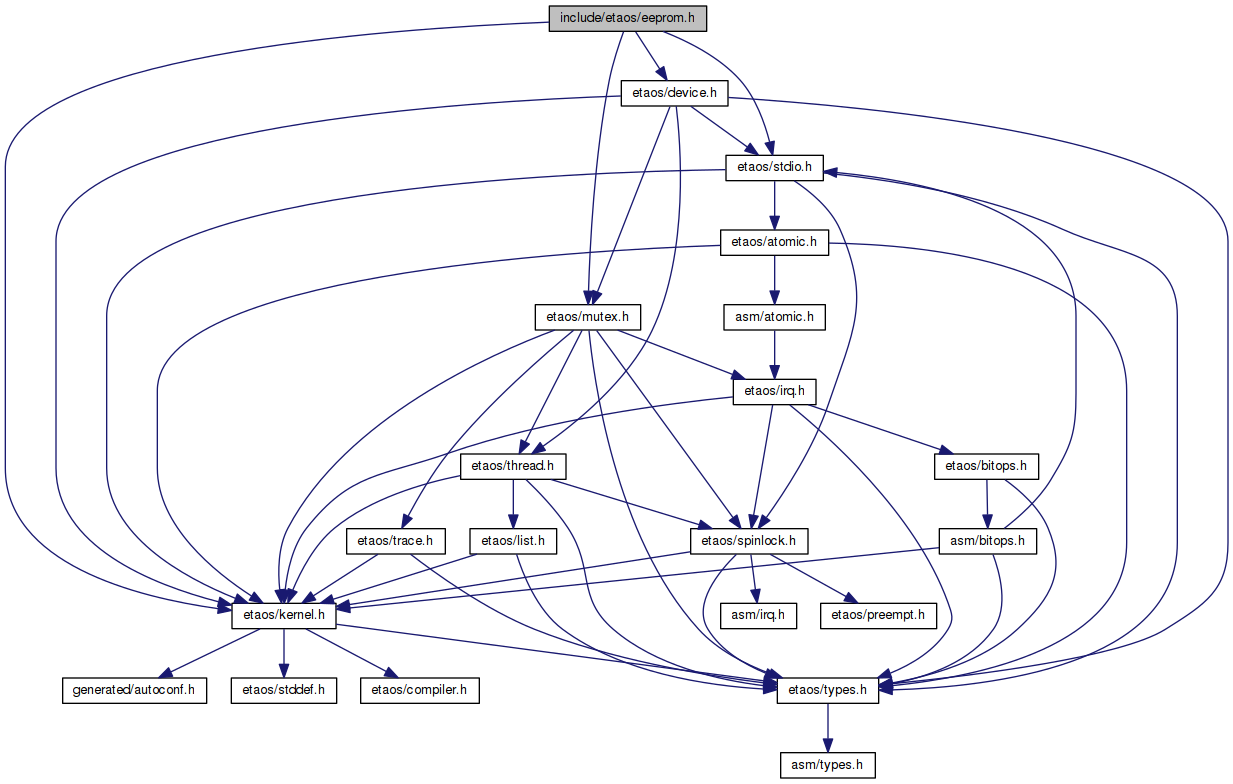 include/etaos/eeprom.h
etaos/device.h
etaos/stdio.h
etaos/atomic.h
etaos/mutex.h
asm/atomic.h
etaos/irq.h
etaos/thread.h
etaos/bitops.h
etaos/trace.h
etaos/list.h
etaos/spinlock.h
asm/bitops.h
etaos/kernel.h
asm/irq.h
etaos/preempt.h
generated/autoconf.h
etaos/stddef.h
etaos/compiler.h
etaos/types.h
asm/types.h